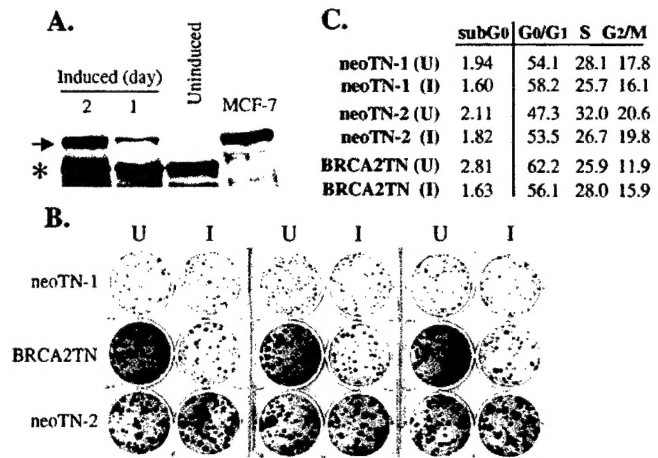 A.
Induced (day)
2 1
Uninduced
MCF-7
*
C.
subG0 G0/G1 S G2/M
neoTN-1 (U) 1.94 54.1 28.1 17.8
neoTN-1 (I) 1.60 58.2 25.7 16.1
neoTN-2 (U) 2.11 47.3 32.0 20.6
neoTN-2 (I) 1.82 53.5 26.7 19.8
BRCA2TN (U) 2.81 62.2 25.9 11.9
BRCA2TN (I) 1.63 56.1 28.0 15.9
B.
U I U I U I
neoTN-1
BRCA2TN
neoTN-2